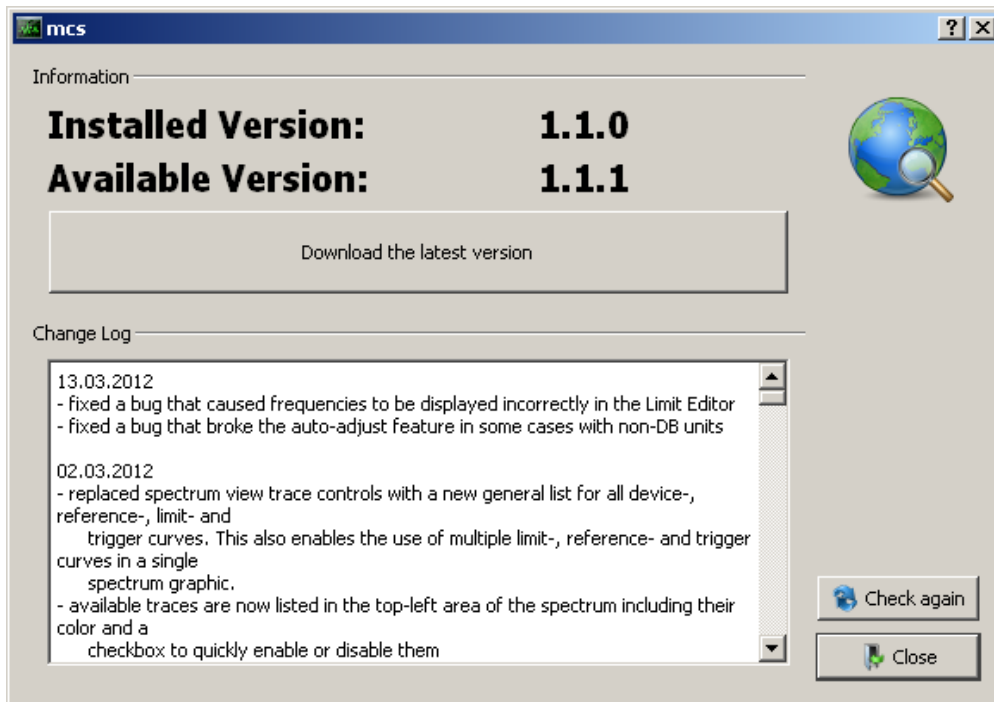 mcs
Information
Installed Version: 1.1.0
Available Version: 1.1.1
Download the latest version
Change Log
13.03.2012
- fixed a bug that caused frequencies to be displayed incorrectly in the Limit Editor
- fixed a bug that broke the auto-adjust feature in some cases with non-DB units
02.03.2012
- replaced spectrum view trace controls with a new general list for all device-,
reference-, limit- and
trigger curves. This also enables the use of multiple limit-, reference- and trigger
curves in a single
spectrum graphic.
- available traces are now listed in the top-left area of the spectrum including their
color and a
checkbox to quickly enable or disable them
Check again
Close